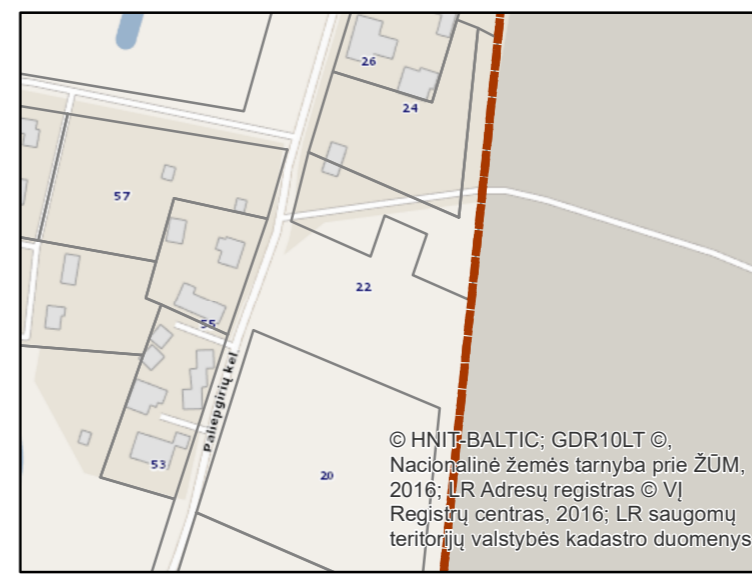 26
24
57
22
55
Paliepgirių kel.
53
20
© HNIT-BALTIC; GDR10LT ©,
Nacionalinė žemės tarnyba prie ŽŪM,
2016; LR Adresų registras © VĮ
Registrų centras, 2016; LR saugomų
teritorijų valstybės kadastro duomenys